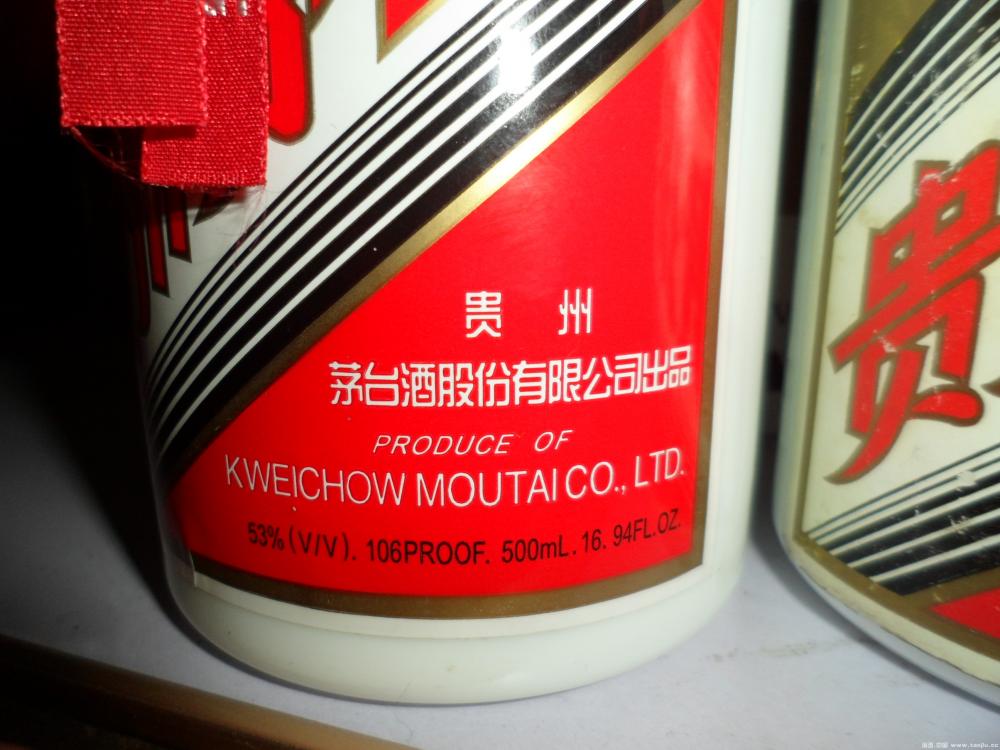 贵 州
茅台酒股份有限公司出品
PRODUCE OF
KWEICHOW MOUTAI CO., LTD.
53% (V/V). 106PROOF. 500mL. 16. 94FL.OZ.
贵